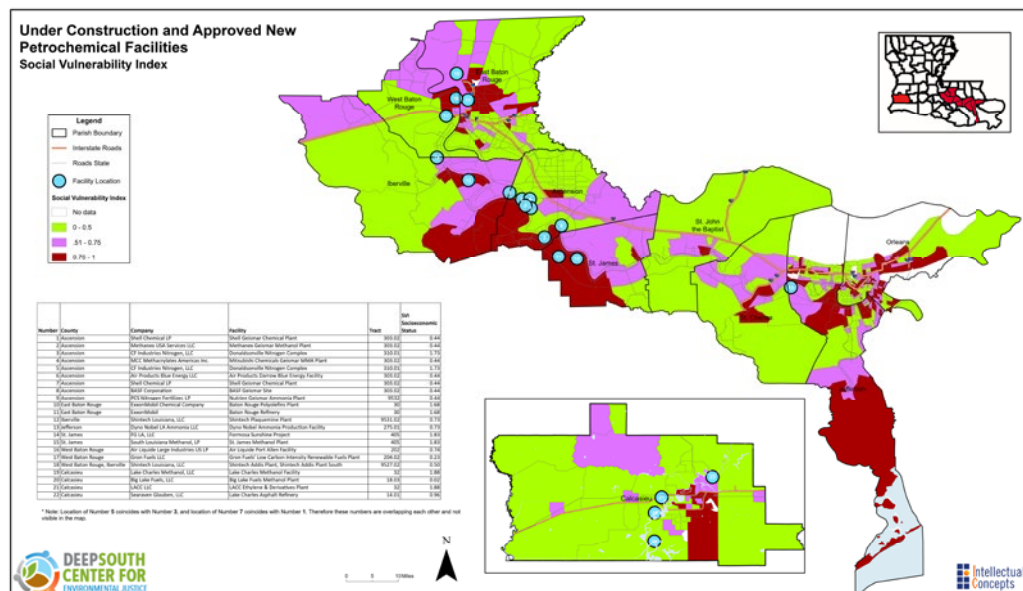 Under Construction and Approved New
Petrochemical Facilities
Social Vulnerability Index
East Baton
Rouge
West Baton
Rouge
Legend
Parish Boundary
Interstate Roads
Roads State
Facility Location
Social Vulnerability Index
No data
0 - 0.5
.51 - 0.75
0.76 - 1
Iberville
Ascension
St. John
the Baptist
Orleans
St. James
Calcasieu
Number County Company Facility Tract SVI Socioeconomic Status
1 Ascension Shell Chemical LP Shell Geismar Chemical Plant 303.02 0.44
2 Ascension Methanex USA Services LLC Methanex Geismar Methanol Plant 303.02 0.44
3 Ascension CF Industries Nitrogen, LLC Donaldsonville Nitrogen Complex 310.01 1.73
4 Ascension MCC Methacrylates Americas Inc. Mitsubishi Chemicals Geismar MMA Plant 303.02 0.44
5 Ascension CF Industries Nitrogen, LLC Donaldsonville Nitrogen Complex 310.01 1.73
6 Ascension Air Products Blue Energy LLC Air Products Darrow Blue Energy Facility 303.02 0.44
7 Ascension Shell Chemical LP Shell Geismar Chemical Plant 303.02 0.44
8 Ascension BASF Corporation BASF Geismar Site 303.02 0.44
9 Ascension PCS Nitrogen Fertilizer, LP Nutrien Geismar Ammonia Plant 0.44
10 East Baton Rouge ExxonMobil Chemical Company Baton Rouge Polyolefins Plant 30 1.68
11 East Baton Rouge ExxonMobil Baton Rouge Refinery 30 1.68
12 Iberville Shintech Louisiana, LLC Shintech Plaquemine Plant 9531.02 0.73
13 Jefferson Dyno Nobel LA Ammonia LLC Dyno Nobel Ammonia Production Facility 275.01 0.73
14 St. James FG LA, LLC Formosa Sunshine Project 405 1.83
15 St. James South Louisiana Methanol, LP St. James Methanol Plant 405 1.83
16 West Baton Rouge Air Liquide Large Industries US LP Air Liquide Port Allen Facility 202 0.74
17 West Baton Rouge Gron Fuels LLC Gron Fuels' Low Carbon Intensity Renewable Fuels Plant 204.02 0.23
18 West Baton Rouge, Iberville Shintech Louisiana, LLC Shintech Addis Plant, Shintech Addis Plant South 9527.02 0.50
19 Calcasieu Lake Charles Methanol, LLC Lake Charles Methanol Facility 32 1.88
20 Calcasieu Big Lake Fuels, LLC Big Lake Fuels Methanol Plant 18.03 0.02
21 Calcasieu LACC LLC LACC Ethylene & Derivatives Plant 32 1.88
22 Calcasieu Searaven Glouben, LLC Lake Charles Asphalt Refinery 14.01 0.96
* Note: Location of Number 5 coincides with Number 3, and location of Number 7 coincides with Number 1. Therefore these numbers are overlapping each other and not
visible in the map.
DEEPSOUTH
CENTER FOR
ENVIRONMENTAL JUSTICE
0 5 10 Miles
N
Intellectual
Concepts